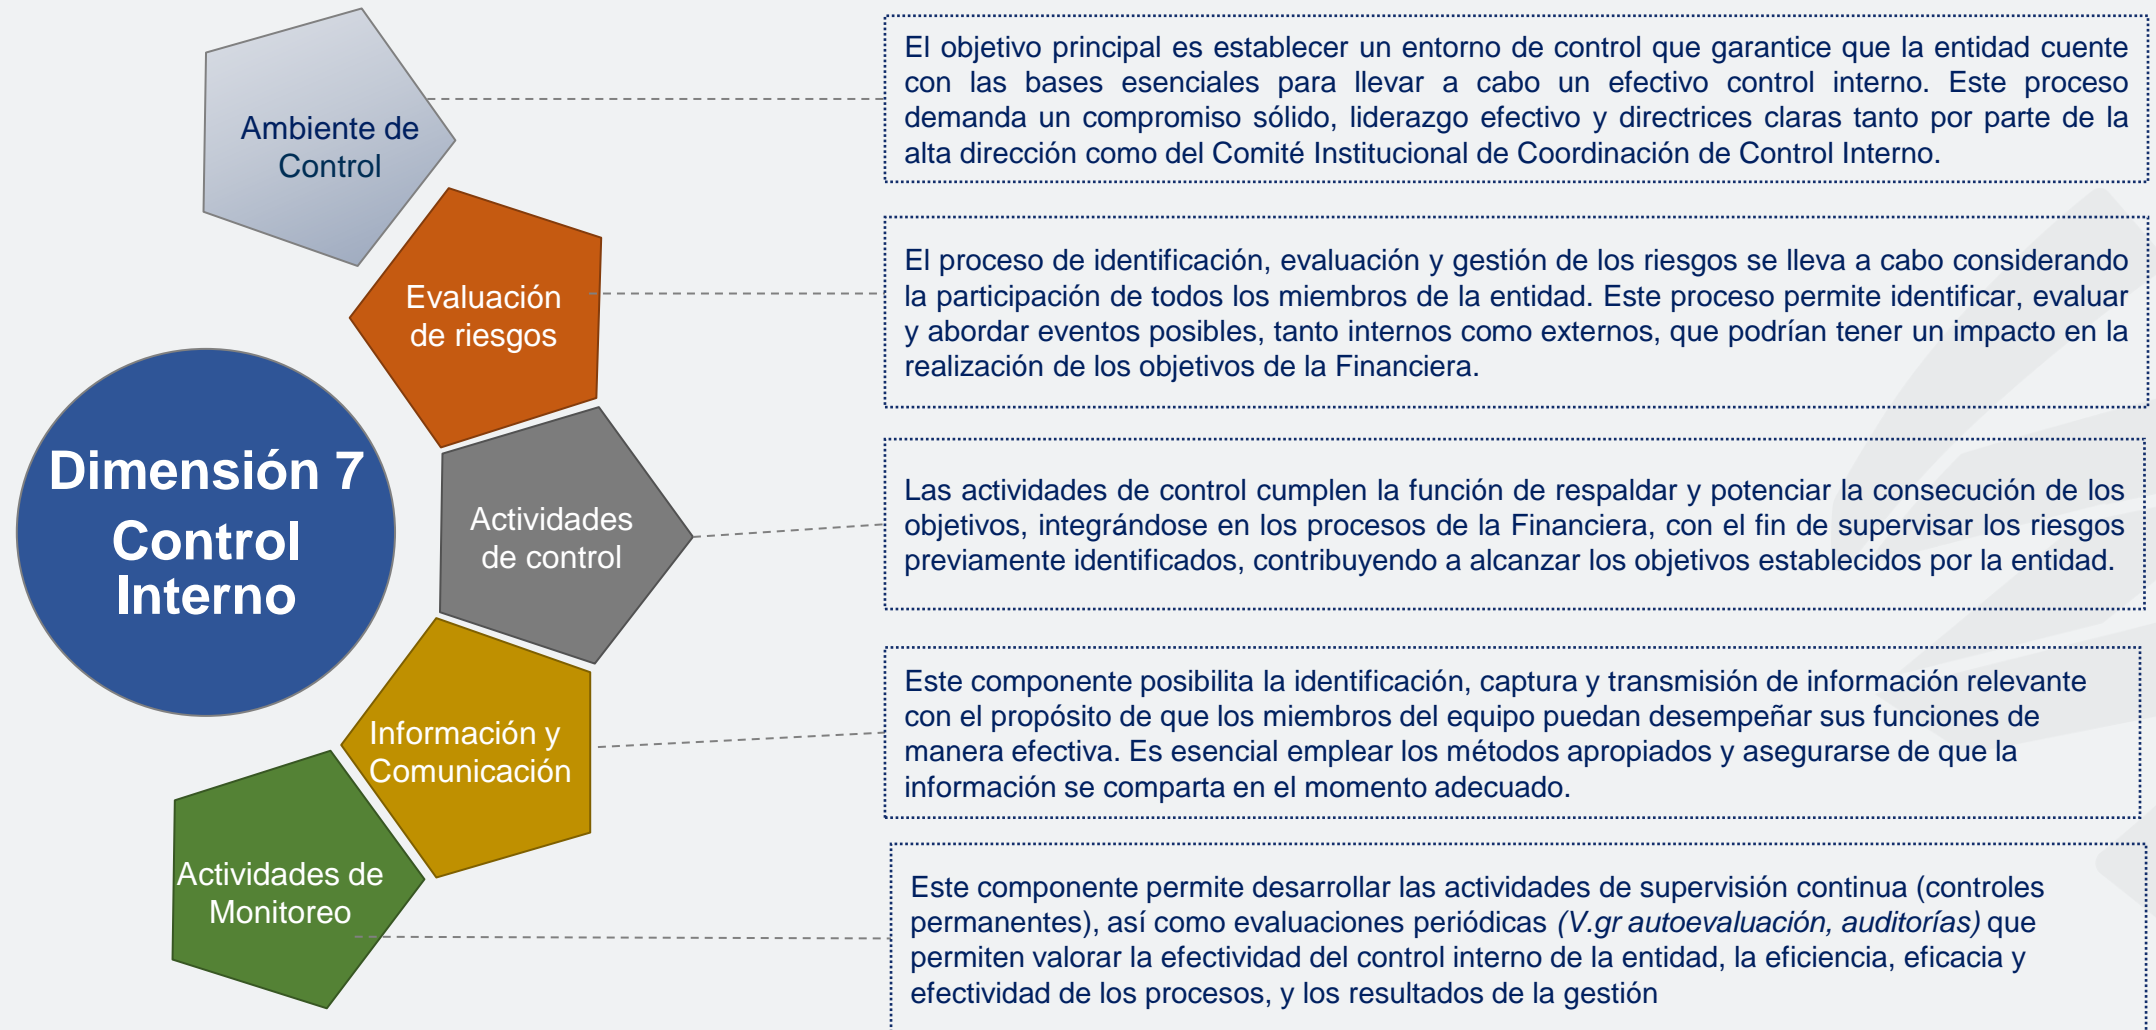 Ambiente de
Control
El objetivo principal es establecer un entorno de control que garantice que la entidad cuente
con las bases esenciales para llevar a cabo un efectivo control interno. Este proceso
demanda un compromiso sólido, liderazgo efectivo y directrices claras tanto por parte de la
alta dirección como del Comité Institucional de Coordinación de Control Interno.
Evaluación
de riesgos
El proceso de identificación, evaluación y gestión de los riesgos se lleva a cabo considerando
la participación de todos los miembros de la entidad. Este proceso permite identificar, evaluar
y abordar eventos posibles, tanto internos como externos, que podrían tener un impacto en la
realización de los objetivos de la Financiera.
Dimensión 7
Control
Interno
Actividades
de control
Las actividades de control cumplen la función de respaldar y potenciar la consecución de los
objetivos, integrándose en los procesos de la Financiera, con el fin de supervisar los riesgos
previamente identificados, contribuyendo a alcanzar los objetivos establecidos por la entidad.
Información y
Comunicación
Este componente posibilita la identificación, captura y transmisión de información relevante
con el propósito de que los miembros del equipo puedan desempeñar sus funciones de
manera efectiva. Es esencial emplear los métodos apropiados y asegurarse de que la
información se comparta en el momento adecuado.
Actividades de
Monitoreo
Este componente permite desarrollar las actividades de supervisión continua (controles
permanentes), así como evaluaciones periódicas (V.gr autoevaluación, auditorías) que
permiten valorar la efectividad del control interno de la entidad, la eficiencia, eficacia y
efectividad de los procesos, y los resultados de la gestión